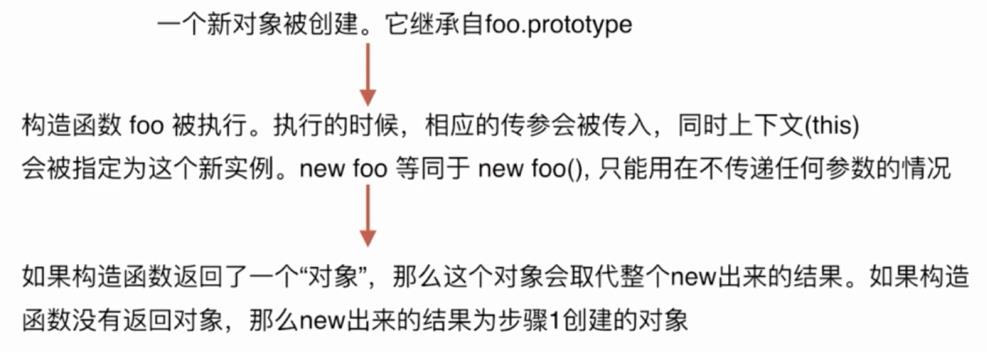 一个新对象被创建。它继承自foo.prototype
构造函数 foo 被执行。执行的时候，相应的传参会被传入，同时上下文(this)
会被指定为这个新实例。new foo 等同于 new foo(), 只能用在不传递任何参数的情况
如果构造函数返回了一个“对象”，那么这个对象会取代整个new出来的结果。如果构造
函数没有返回对象，那么new出来的结果为步骤1创建的对象